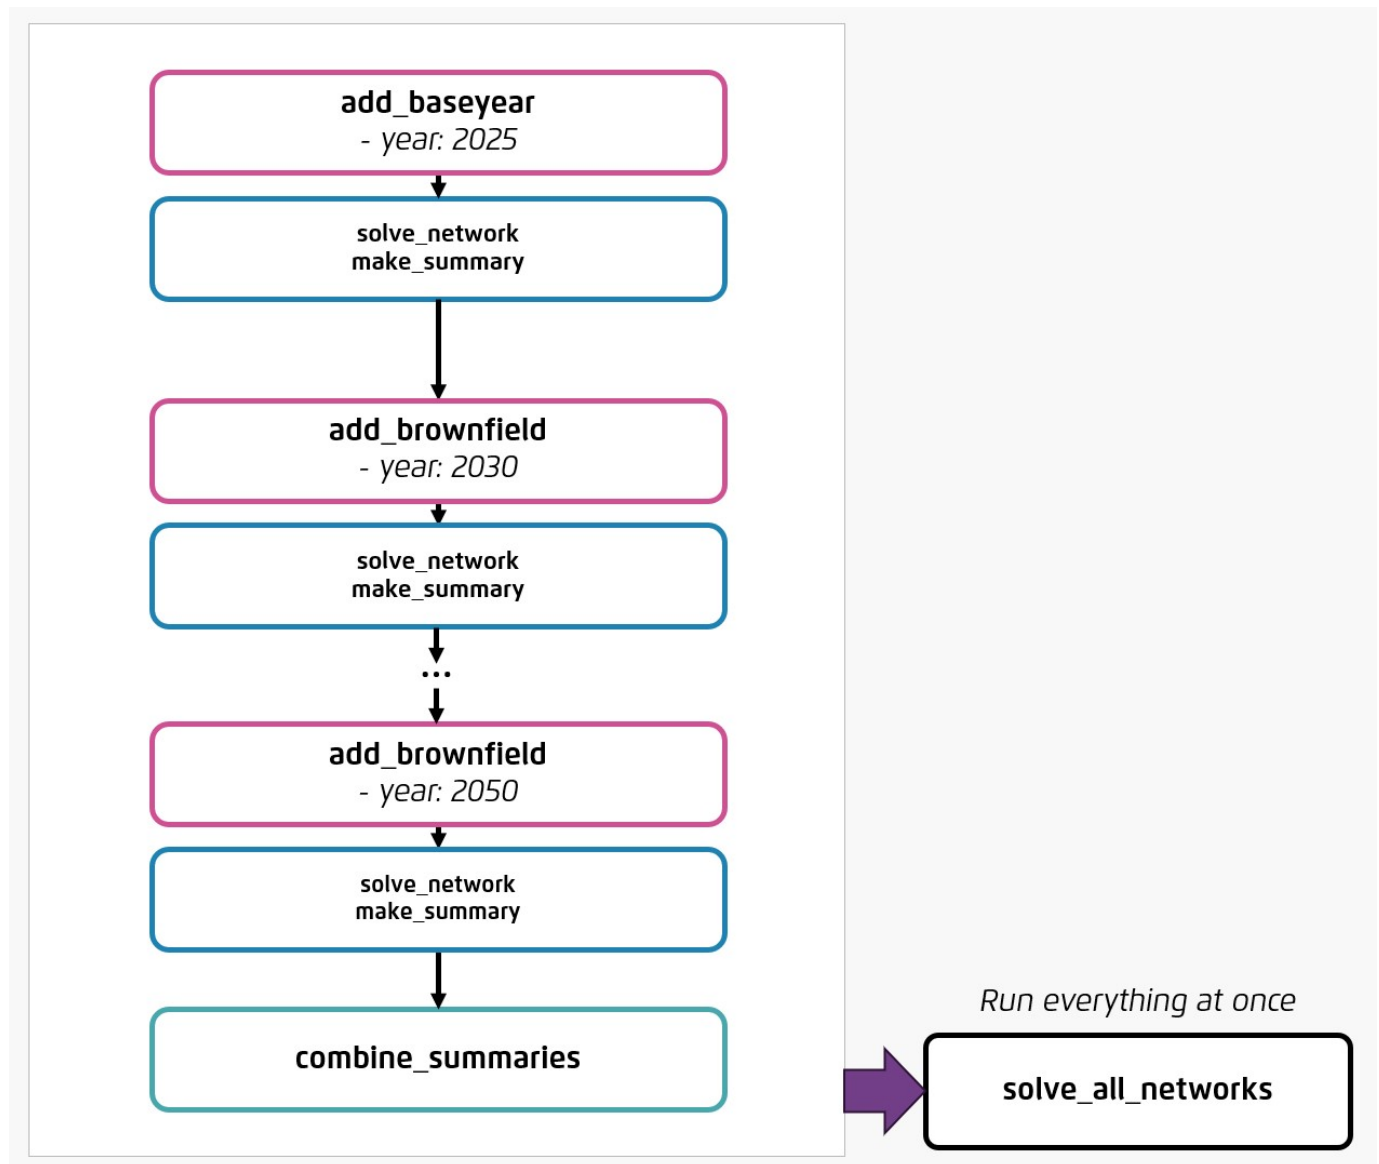 add_baseyear
- year: 2025
solve_network
make_summary
add_brownfield
- year: 2030
solve_network
make_summary
...
add_brownfield
- year: 2050
solve_network
make_summary
combine_summaries
Run everything at once
solve_all_networks